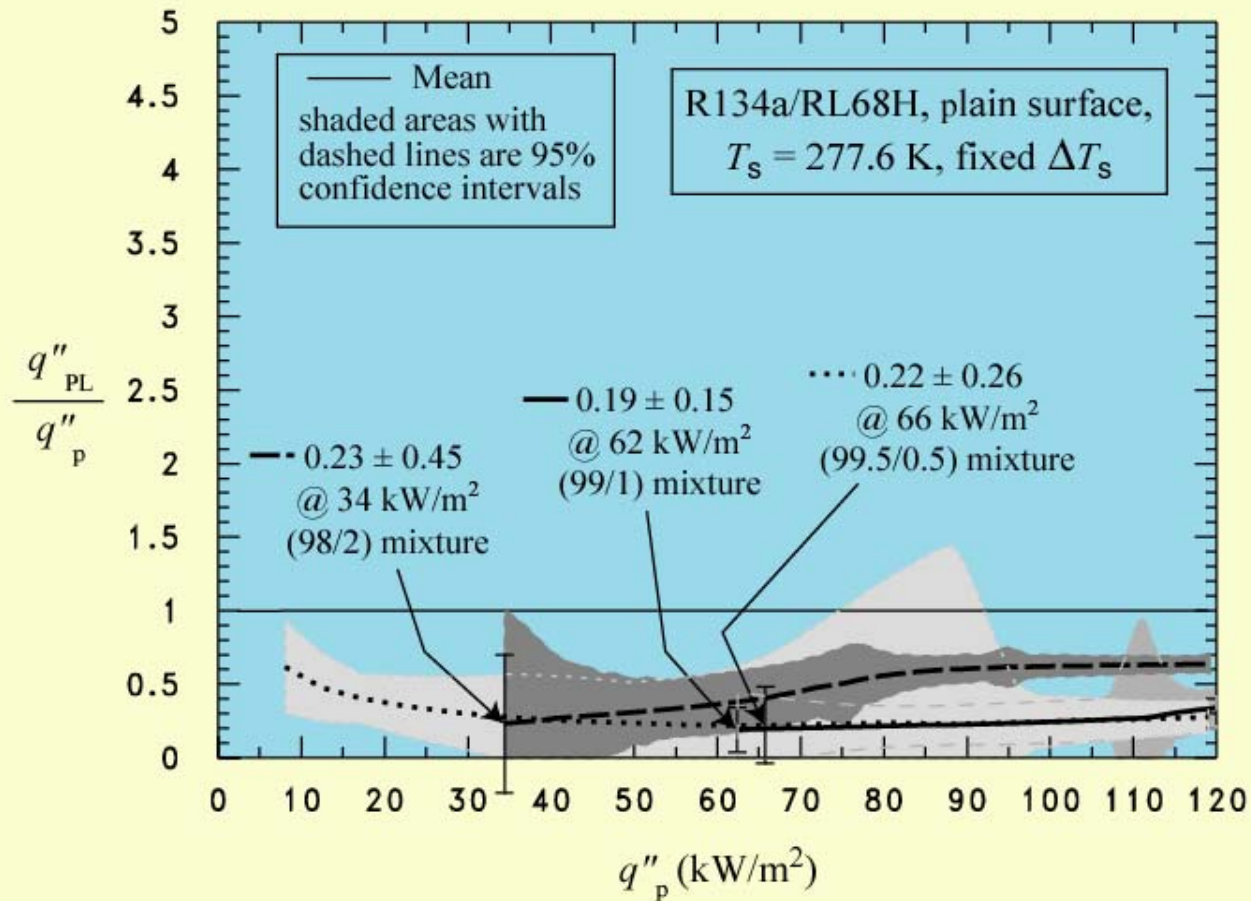 5
4.5
4
3.5
3
2.5
2
1.5
1
0.5
0
Mean
shaded areas with
dashed lines are 95%
confidence intervals
R134a/RL68H, plain surface,
Tₛ = 277.6 K, fixed ΔTₛ
q″PL
q″p
0.23 ± 0.45
@ 34 kW/m²
(98/2) mixture
0.19 ± 0.15
@ 62 kW/m²
(99/1) mixture
0.22 ± 0.26
@ 66 kW/m²
(99.5/0.5) mixture
0 10 20 30 40 50 60 70 80 90 100 110 120
q″p (kW/m²)